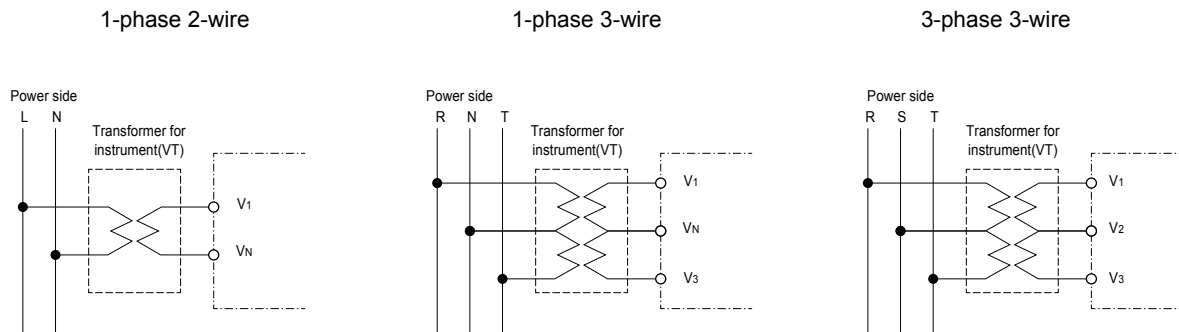 1-phase 2-wire
Power side
L N
Transformer for
instrument(VT)
V1
VN
1-phase 3-wire
Power side
R N T
Transformer for
instrument(VT)
V1
VN
V3
3-phase 3-wire
Power side
R S T
Transformer for
instrument(VT)
V1
V2
V3